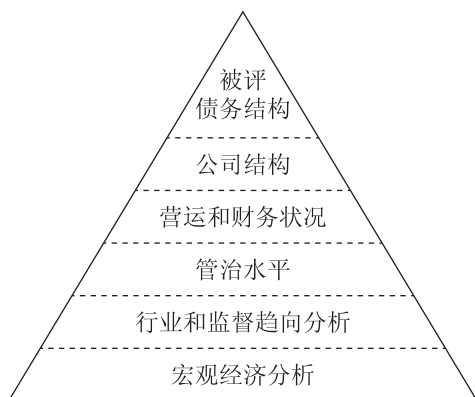 被评
债务结构
公司结构
营运和财务状况
管治水平
行业和监督趋向分析
宏观经济分析